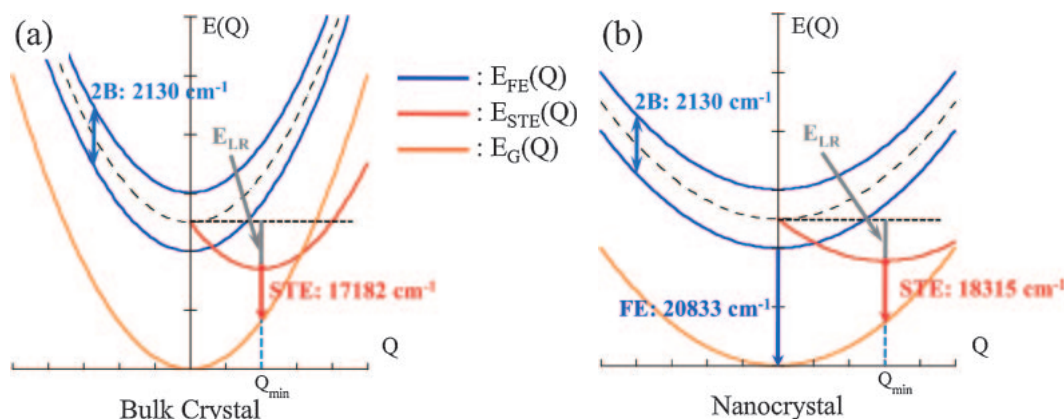 (a)
E(Q)
2B: 2130 cm⁻¹
E_LR
STE: 17182 cm⁻¹
Q
Q_min
Bulk Crystal
: E_FE(Q)
: E_STE(Q)
: E_G(Q)
(b)
E(Q)
2B: 2130 cm⁻¹
E_LR
FE: 20833 cm⁻¹
STE: 18315 cm⁻¹
Q
Q_min
Nanocrystal